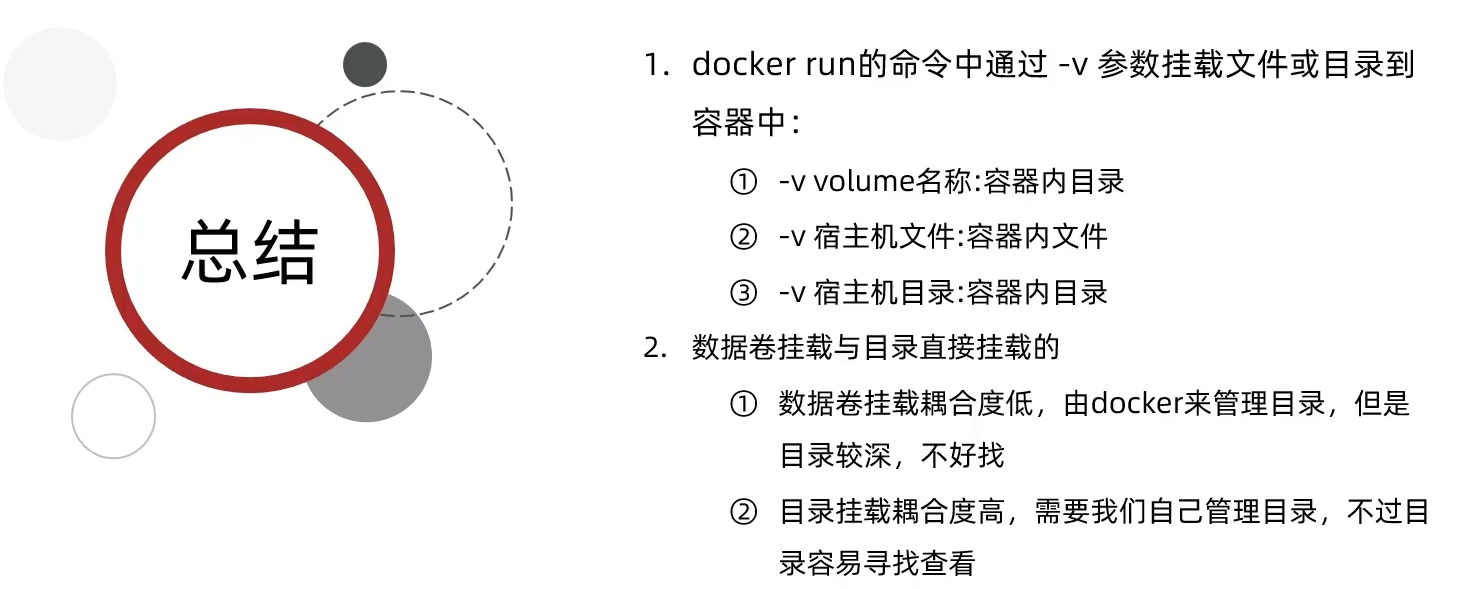 总结
1. docker run的命令中通过 -v 参数挂载文件或目录到
容器中：
① -v volume名称:容器内目录
② -v 宿主机文件:容器内文件
③ -v 宿主机目录:容器内目录
2. 数据卷挂载与目录直接挂载的
① 数据卷挂载耦合度低，由docker来管理目录，但是
目录较深，不好找
② 目录挂载耦合度高，需要我们自己管理目录，不过目
录容易寻找查看